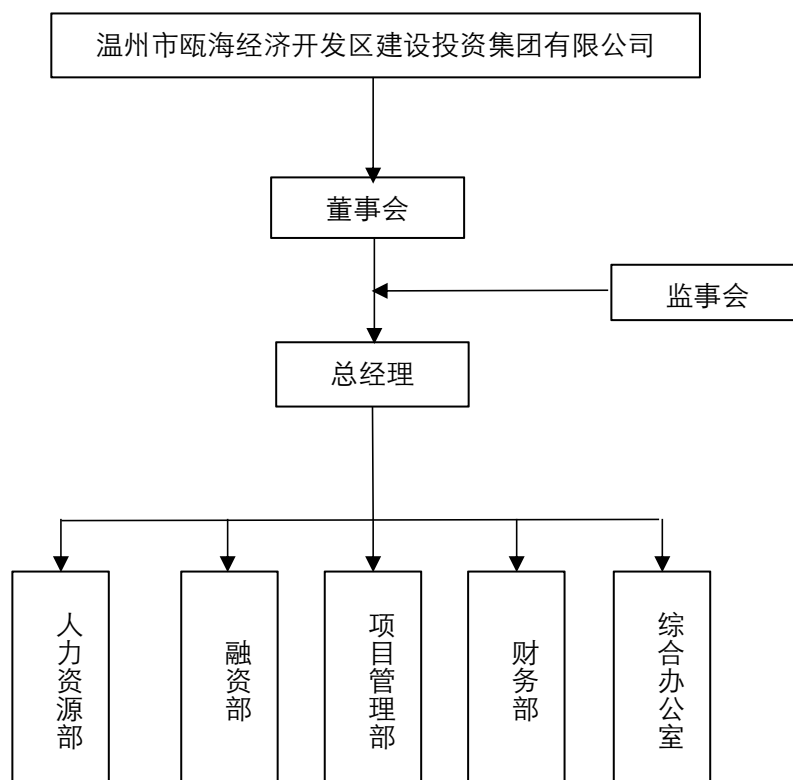 温州市瓯海经济开发区建设投资集团有限公司
董事会
监事会
总经理
人力资源部
融资部
项目管理部
财务部
综合办公室